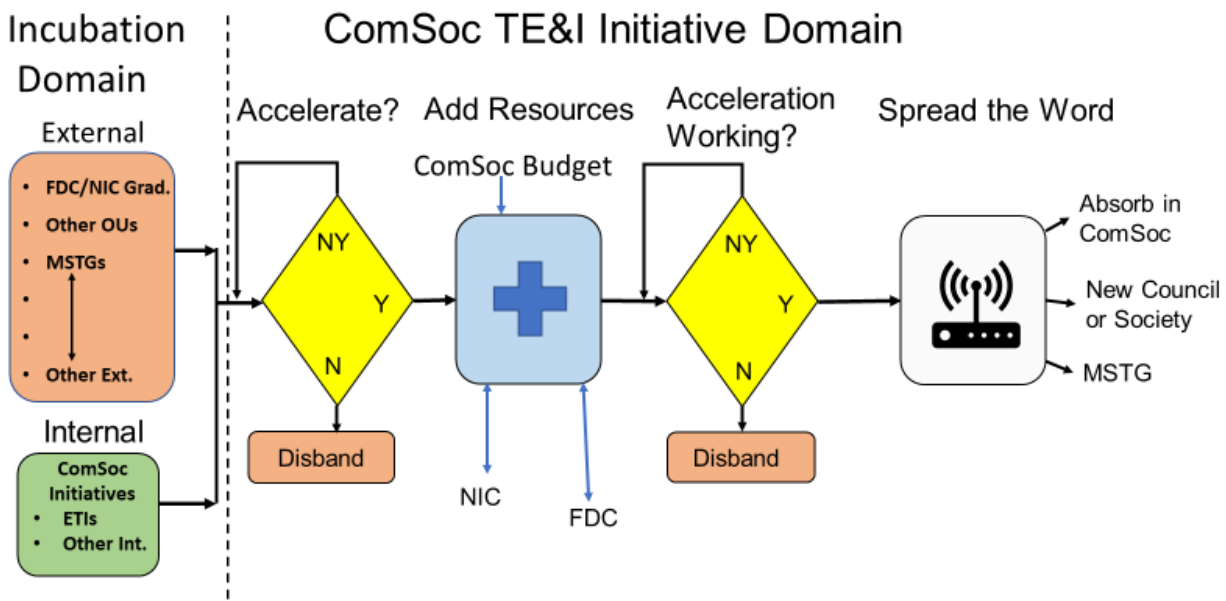 Incubation
Domain
ComSoc TE&I Initiative Domain
External
• FDC/NIC Grad.
• Other OUs
• MSTGs
•
•
• Other Ext.
Internal
ComSoc
Initiatives
• ETIs
• Other Int.
Accelerate?
NY
Y
N
Disband
Add Resources
ComSoc Budget
NIC
FDC
Acceleration
Working?
NY
Y
N
Disband
Spread the Word
Absorb in
ComSoc
New Council
or Society
MSTG